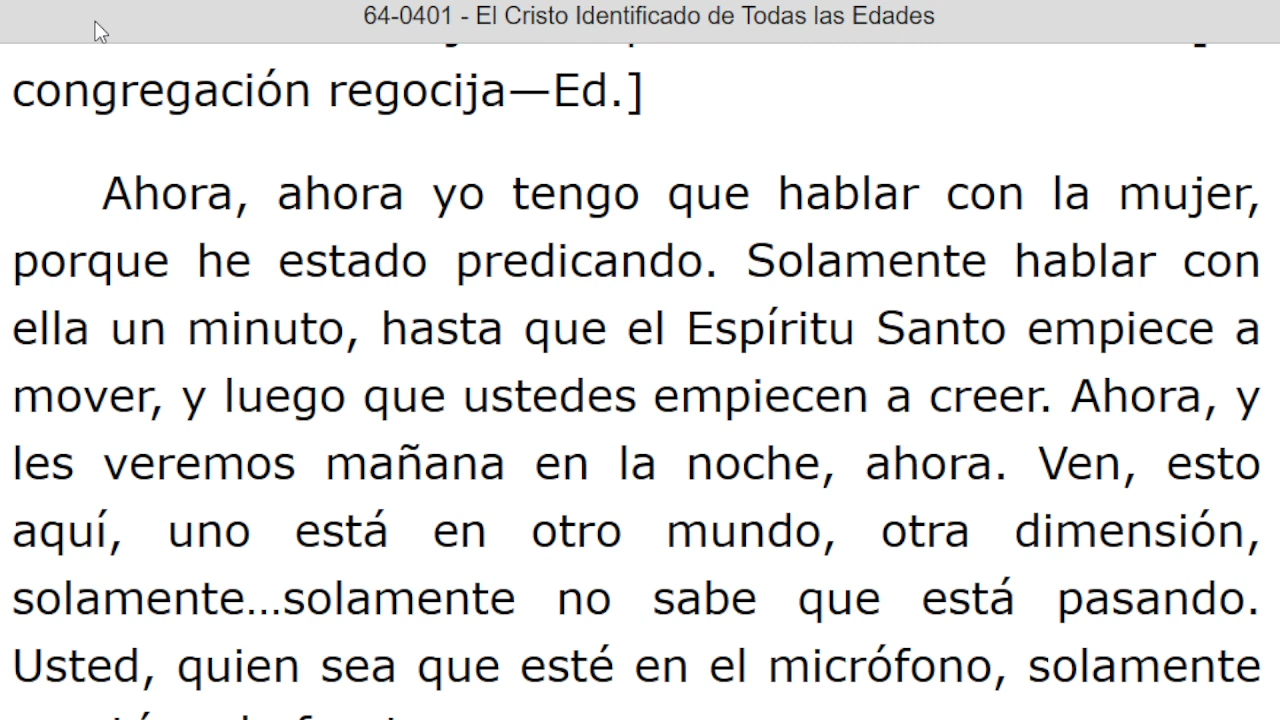 64-0401 - El Cristo Identificado de Todas las Edades
congregación regocija—Ed.]
Ahora, ahora yo tengo que hablar con la mujer,
porque he estado predicando. Solamente hablar con
ella un minuto, hasta que el Espíritu Santo empiece a
mover, y luego que ustedes empiecen a creer. Ahora, y
les veremos mañana en la noche, ahora. Ven, esto
aquí, uno está en otro mundo, otra dimensión,
solamente...solamente no sabe que está pasando.
Usted, quien sea que esté en el micrófono, solamente